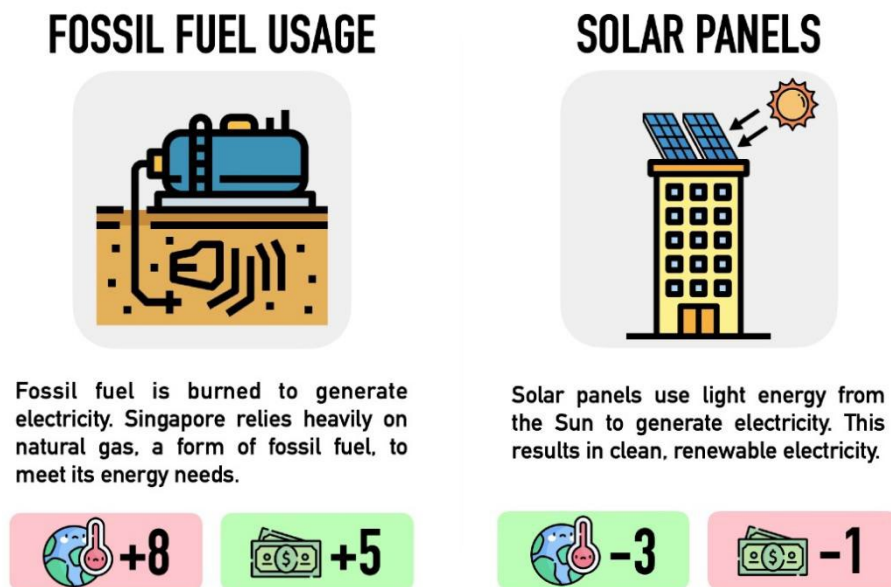 FOSSIL FUEL USAGE
Fossil fuel is burned to generate
electricity. Singapore relies heavily on
natural gas, a form of fossil fuel, to
meet its energy needs.
+8
+5
SOLAR PANELS
Solar panels use light energy from
the Sun to generate electricity. This
results in clean, renewable electricity.
-3
-1